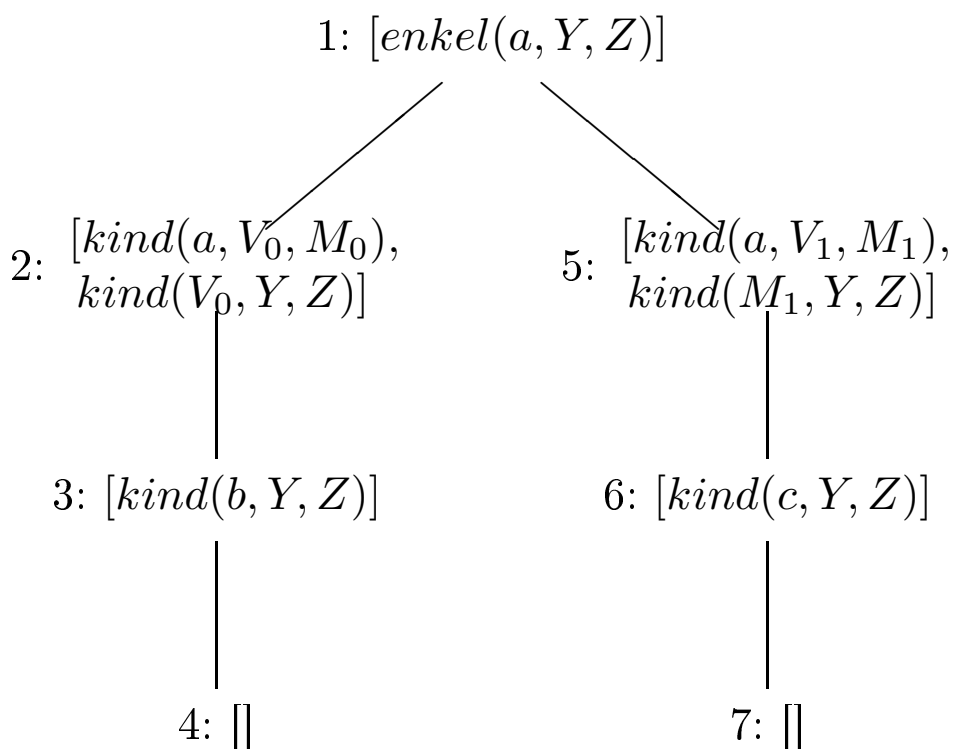 1: [enkel(a, Y, Z)]
2: [kind(a, V₀, M₀),
kind(V₀, Y, Z)]
5: [kind(a, V₁, M₁),
kind(M₁, Y, Z)]
3: [kind(b, Y, Z)]
6: [kind(c, Y, Z)]
4: []
7: []